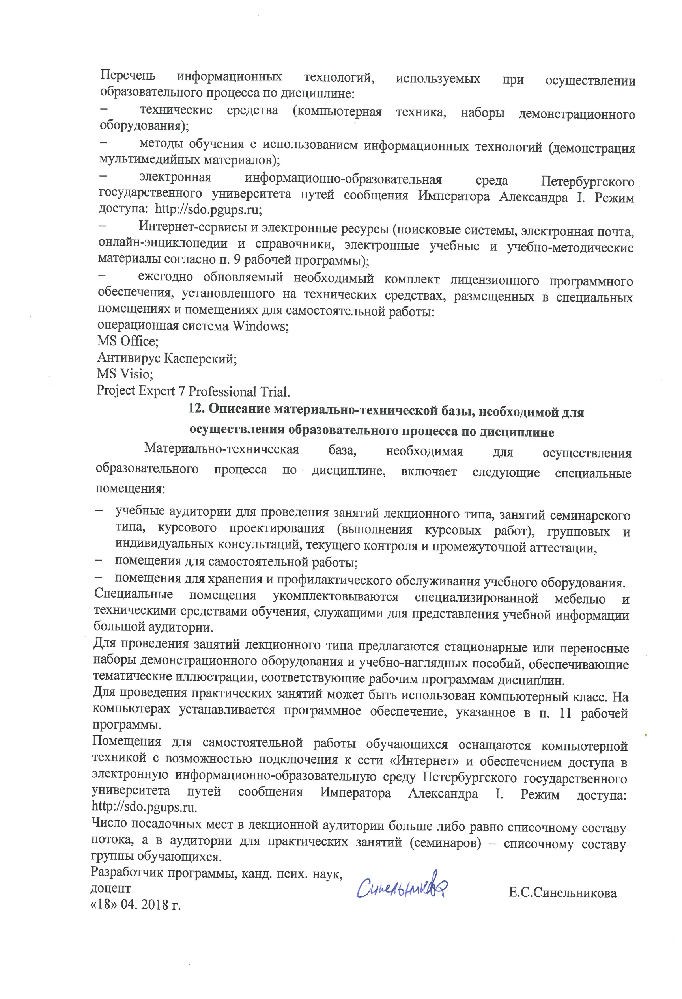 Перечень информационных технологий, используемых при осуществлении
образовательного процесса по дисциплине:
– технические средства (компьютерная техника, наборы демонстрационного
оборудования);
– методы обучения с использованием информационных технологий (демонстрация
мультимедийных материалов);
– электронная информационно-образовательная среда Петербургского
государственного университета путей сообщения Императора Александра I. Режим
доступа: http://sdo.pgups.ru;
– Интернет-сервисы и электронные ресурсы (поисковые системы, электронная почта,
онлайн-энциклопедии и справочники, электронные учебные и учебно-методические
материалы согласно п. 9 рабочей программы);
– ежегодно обновляемый необходимый комплект лицензионного программного
обеспечения, установленного на технических средствах, размещенных в специальных
помещениях и помещениях для самостоятельной работы:
операционная система Windows;
MS Office;
Антивирус Касперский;
MS Visio;
Project Expert 7 Professional Trial.
12. Описание материально-технической базы, необходимой для
осуществления образовательного процесса по дисциплине
Материально-техническая база, необходимая для осуществления
образовательного процесса по дисциплине, включает следующие специальные
помещения:
– учебные аудитории для проведения занятий лекционного типа, занятий семинарского
типа, курсового проектирования (выполнения курсовых работ), групповых и
индивидуальных консультаций, текущего контроля и промежуточной аттестации,
– помещения для самостоятельной работы;
– помещения для хранения и профилактического обслуживания учебного оборудования.
Специальные помещения укомплектовываются специализированной мебелью и
техническими средствами обучения, служащими для представления учебной информации
большой аудитории.
Для проведения занятий лекционного типа предлагаются стационарные или переносные
наборы демонстрационного оборудования и учебно-наглядных пособий, обеспечивающие
тематические иллюстрации, соответствующие рабочим программам дисциплин.
Для проведения практических занятий может быть использован компьютерный класс. На
компьютерах устанавливается программное обеспечение, указанное в п. 11 рабочей
программы.
Помещения для самостоятельной работы обучающихся оснащаются компьютерной
техникой с возможностью подключения к сети «Интернет» и обеспечением доступа в
электронную информационно-образовательную среду Петербургского государственного
университета путей сообщения Императора Александра I. Режим доступа:
http://sdo.pgups.ru.
Число посадочных мест в лекционной аудитории больше либо равно списочному составу
потока, а в аудитории для практических занятий (семинаров) – списочному составу
группы обучающихся.
Разработчик программы, канд. псих. наук,
доцент Синельникова Е.С.Синельникова
«18» 04. 2018 г.